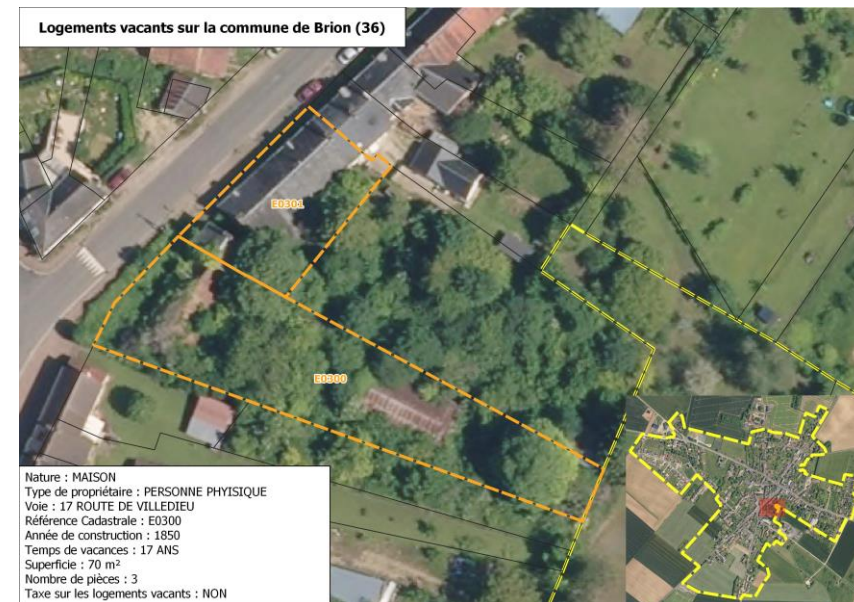 Logements vacants sur la commune de Brion (36)
E0301
E0300
Nature : MAISON
Type de propriétaire : PERSONNE PHYISIQUE
Voie : 17 ROUTE DE VILLEDIEU
Référence Cadastrale : E0300
Année de construction : 1850
Temps de vacances : 17 ANS
Superficie : 70 m²
Nombre de pièces : 3
Taxe sur les logements vacants : NON